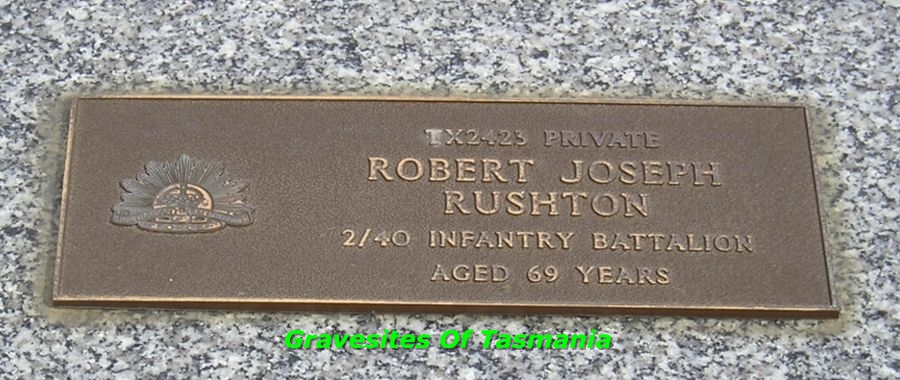 TX2423 PRIVATE
ROBERT JOSEPH
RUSHTON
2/40 INFANTRY BATTALION
AGED 69 YEARS
Gravesites Of Tasmania